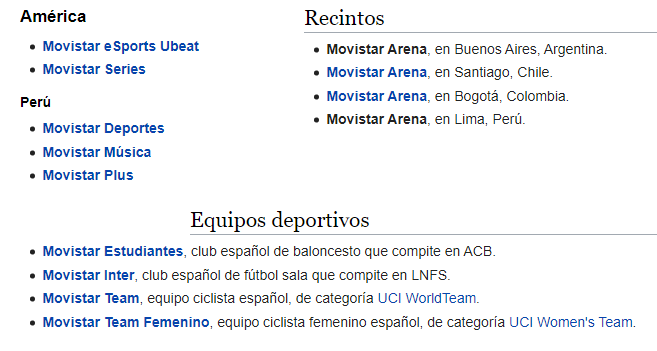 América
Movistar eSports Ubeat
Movistar Series
Perú
Movistar Deportes
Movistar Música
Movistar Plus
Recintos
Movistar Arena, en Buenos Aires, Argentina.
Movistar Arena, en Santiago, Chile.
Movistar Arena, en Bogotá, Colombia.
Movistar Arena, en Lima, Perú.
Equipos deportivos
Movistar Estudiantes, club español de baloncesto que compite en ACB.
Movistar Inter, club español de fútbol sala que compite en LNFS.
Movistar Team, equipo ciclista español, de categoría UCI WorldTeam.
Movistar Team Femenino, equipo ciclista femenino español, de categoría UCI Women's Team.